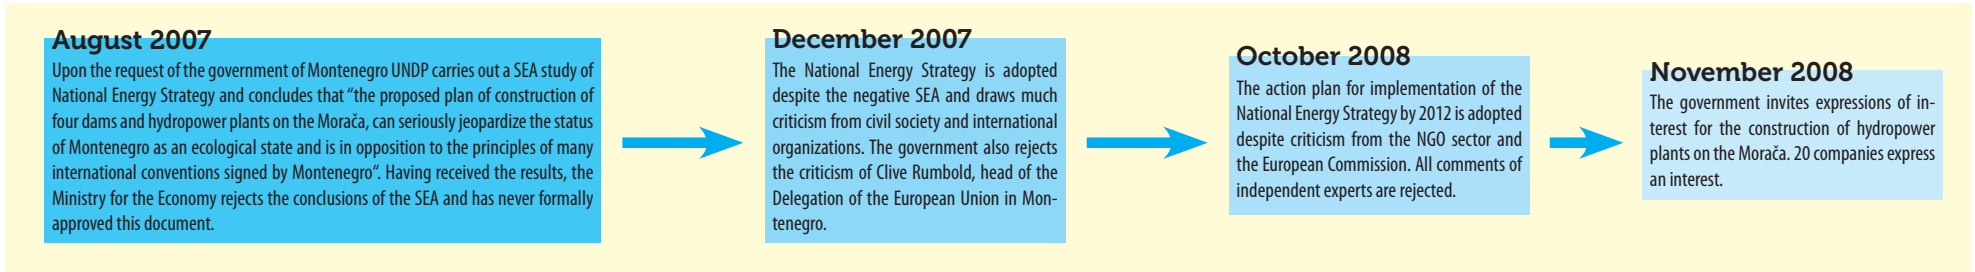 August 2007
Upon the request of the government of Montenegro UNDP carries out a SEA study of
National Energy Strategy and concludes that “the proposed plan of construction of
four dams and hydropower plants on the Morača, can seriously jeopardize the status
of Montenegro as an ecological state and is in opposition to the principles of many
international conventions signed by Montenegro“. Having received the results, the
Ministry for the Economy rejects the conclusions of the SEA and has never formally
approved this document.
December 2007
The National Energy Strategy is adopted
despite the negative SEA and draws much
criticism from civil society and international
organizations. The government also rejects
the criticism of Clive Rumbold, head of the
Delegation of the European Union in Mon-
tenegro.
October 2008
The action plan for implementation of the
National Energy Strategy by 2012 is adopted
despite criticism from the NGO sector and
the European Commission. All comments of
independent experts are rejected.
November 2008
The government invites expressions of in-
terest for the construction of hydropower
plants on the Morača. 20 companies express
an interest.